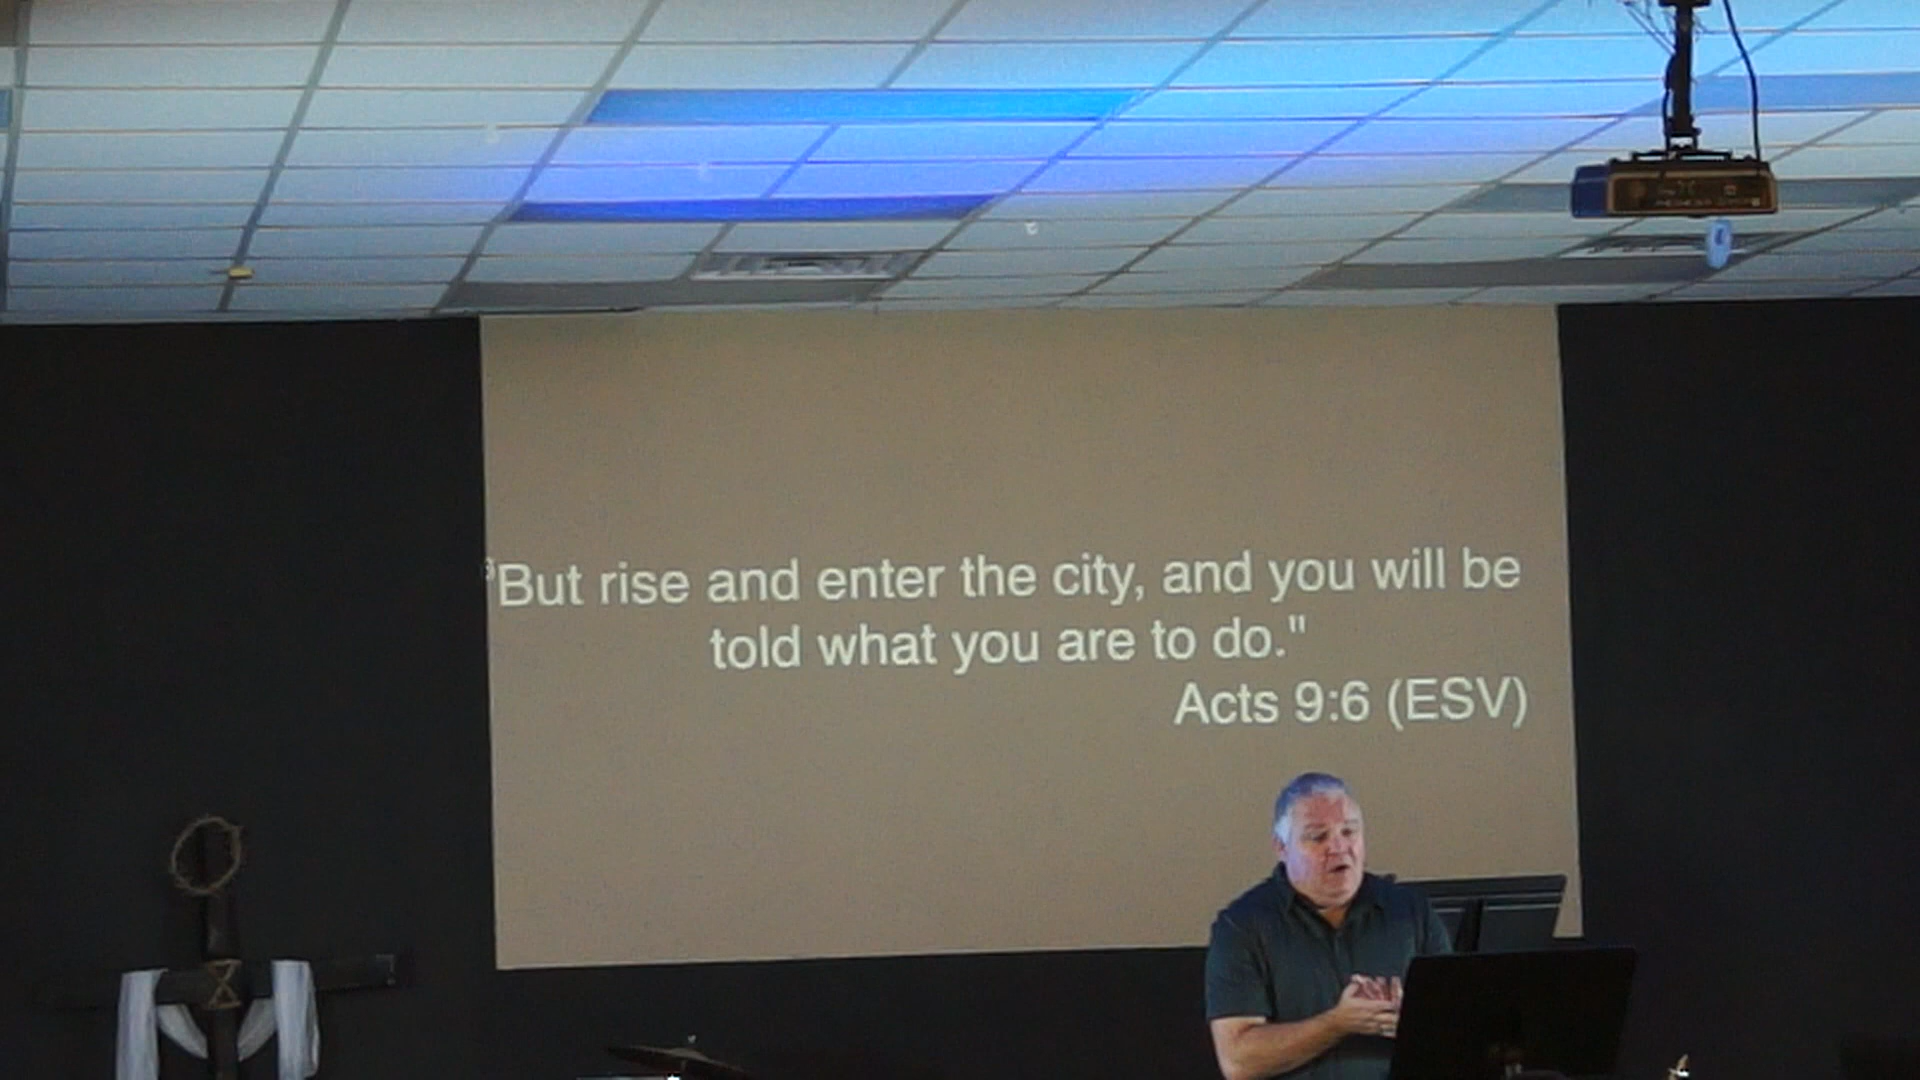 "But rise and enter the city, and you will be
told what you are to do."
Acts 9:6 (ESV)